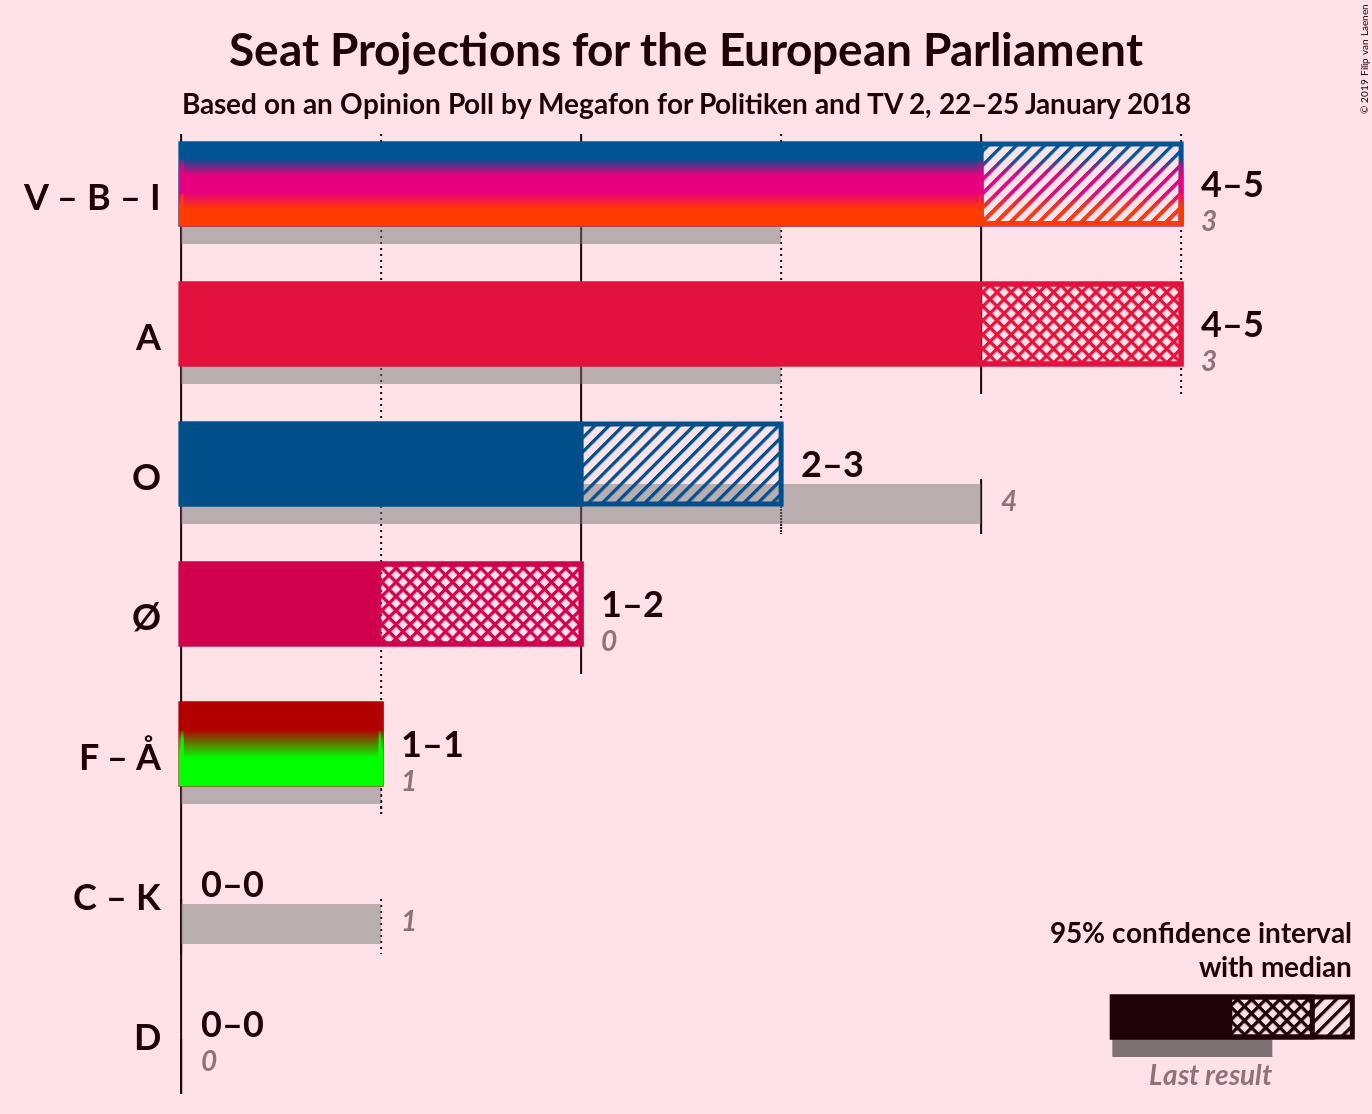 Seat Projections for the European Parliament
Based on an Opinion Poll by Megafon for Politiken and TV 2, 22–25 January 2018
© 2019 Filip van Laenen
V – B – I
4–5
3
A
4–5
3
O
2–3
4
Ø
1–2
0
F – Å
1–1
1
C – K
0–0
1
D
0–0
0
95% confidence interval
with median
Last result